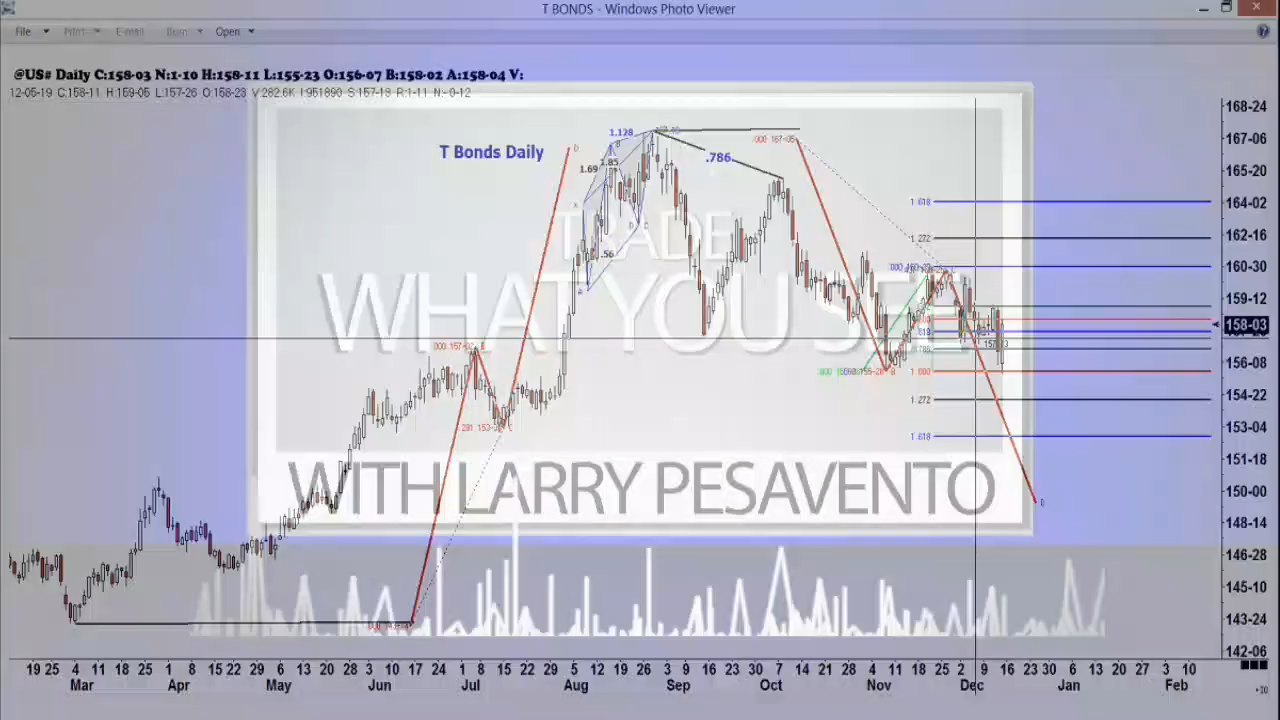 T BONDS - Windows Photo Viewer
File Print E-mail Burn Open
@US# Daily C:158-03 N:1-10 H:158-11 L:155-23 O:156-07 B:158-02 A:158-04 V:
12-05-19 C:158-11 H:159-05 L:157-26 O:158-23 V:282.6K I:951890 S:157-13 R:1-11 N:-0-12
T Bonds Daily
1.128
B
.000 167-05
D
1.69
1.85
.786
X
TRADE
WHAT YOU SEE
D
C
.56
A
WITH LARRY PESAVENTO
1.618
1.272
.618
.786
1.000
1.272
1.618
B
C
B
D
168-24
167-06
165-20
164-02
162-16
160-30
159-12
158-03
156-08
154-22
153-04
151-18
150-00
148-14
146-28
145-10
143-24
142-06
19 25 4 11 18 25 1 8 15 22 29 6 13 20 28 3 10 17 24 1 8 15 22 29 5 12 19 26 3 9 16 23 30 7 14 21 28 4 11 18 25 2 9 16 23 30 6 13 20 27 3 10
Mar Apr May Jun Jul Aug Sep Oct Nov Dec Jan Feb